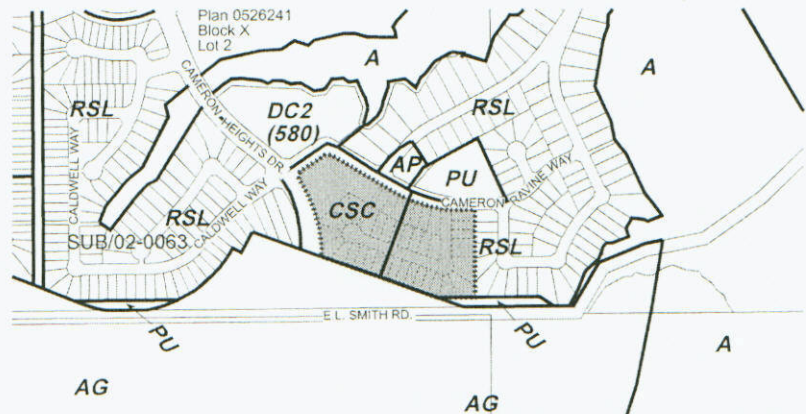 Plan 0526241
Block X
Lot 2
A
A
CAMERON HEIGHTS DR.
RSL
DC2
(580)
RSL
AP
PU
CALDWELL WAY
CAMERON RAVINE WAY
RSL
CALDWELL WAY
CSC
RSL
SUB/02-0063
E.L. SMITH RD.
PU
PU
A
AG
AG